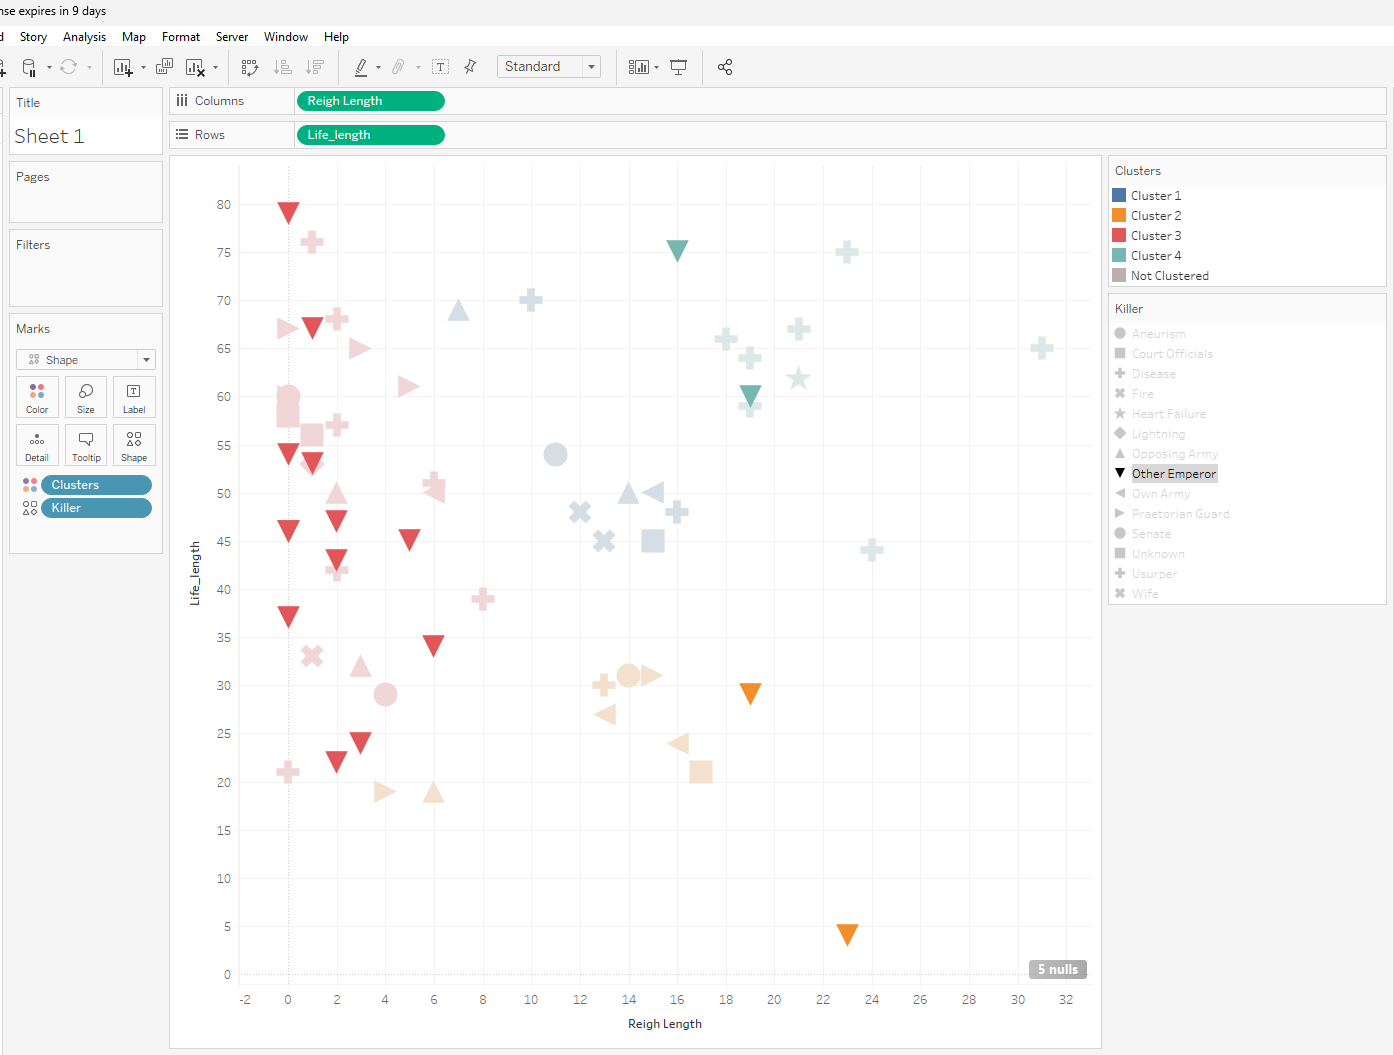 nse expires in 9 days
d Story Analysis Map Format Server Window Help
Standard
Title
Sheet 1
Pages
Filters
Marks
Shape
Color Size Label
Detail Tooltip Shape
Clusters
Killer
Columns Reigh Length
Rows Life_length
80
75
70
65
60
55
50
45
40
35
30
25
20
15
10
5
0
Life_length
-2 0 2 4 6 8 10 12 14 16 18 20 22 24 26 28 30 32
Reigh Length
5 nulls
Clusters
Cluster 1
Cluster 2
Cluster 3
Cluster 4
Not Clustered
Killer
Aneurism
Court Officials
Disease
Fire
Heart Failure
Lightning
Opposing Army
Other Emperor
Own Army
Praetorian Guard
Senate
Unknown
Usurper
Wife